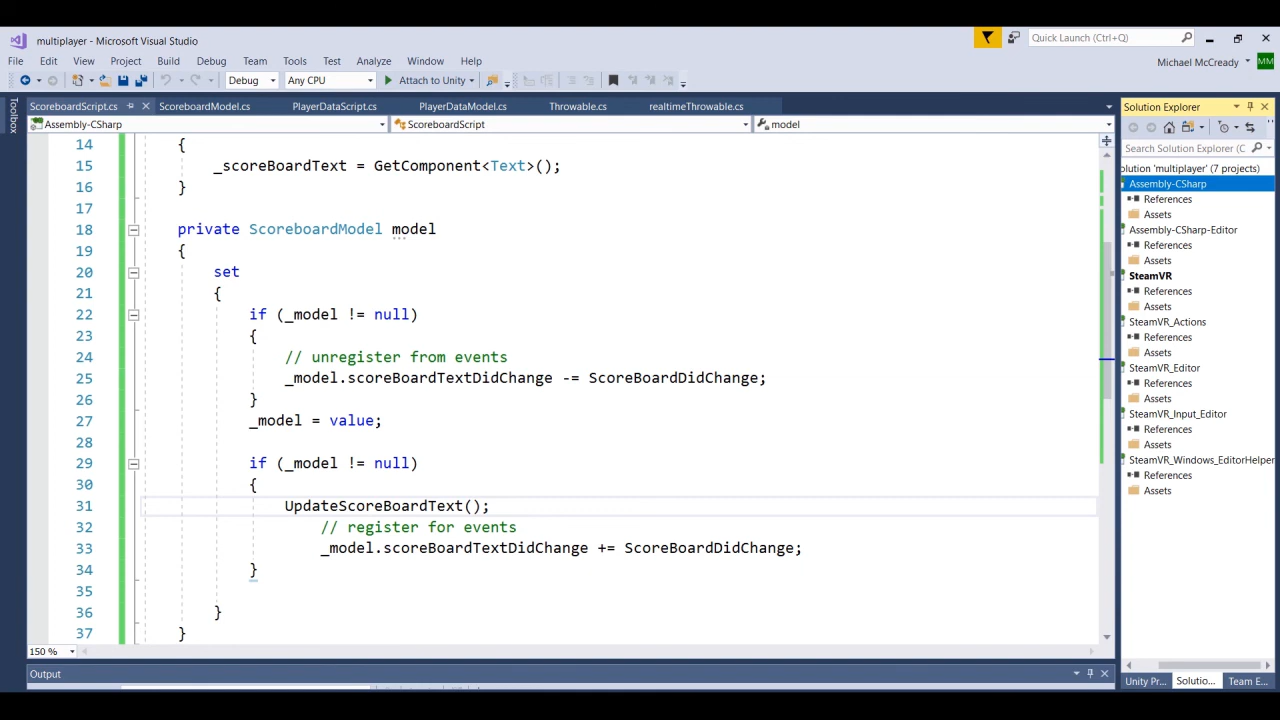 multiplayer - Microsoft Visual Studio
Quick Launch (Ctrl+Q)
File Edit View Project Build Debug Team Tools Test Analyze Window Help
Michael McCready MM
Debug Any CPU Attach to Unity
Toolbox
ScoreboardScript.cs ScoreboardModel.cs PlayerDataScript.cs PlayerDataModel.cs Throwable.cs realtimeThrowable.cs
Assembly-CSharp ScoreboardScript model
14 {
15 _scoreBoardText = GetComponent<Text>();
16 }
17
18 private ScoreboardModel model
19 {
20 set
21 {
22 if (_model != null)
23 {
24 // unregister from events
25 _model.scoreBoardTextDidChange -= ScoreBoardDidChange;
26 }
27 _model = value;
28
29 if (_model != null)
30 {
31 UpdateScoreBoardText();
32 // register for events
33 _model.scoreBoardTextDidChange += ScoreBoardDidChange;
34 }
35
36 }
37 }
150 %
Output
Solution Explorer
Search Solution Explorer (C
olution 'multiplayer' (7 projects)
Assembly-CSharp
References
Assets
Assembly-CSharp-Editor
References
Assets
SteamVR
References
Assets
SteamVR_Actions
References
Assets
SteamVR_Editor
References
Assets
SteamVR_Input_Editor
References
Assets
SteamVR_Windows_EditorHelper
References
Assets
Unity Pr... Solutio... Team E...